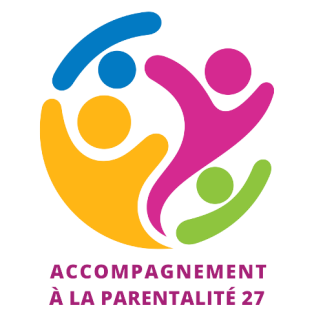 ACCOMPAGNEMENT
À LA PARENTALITÉ 27